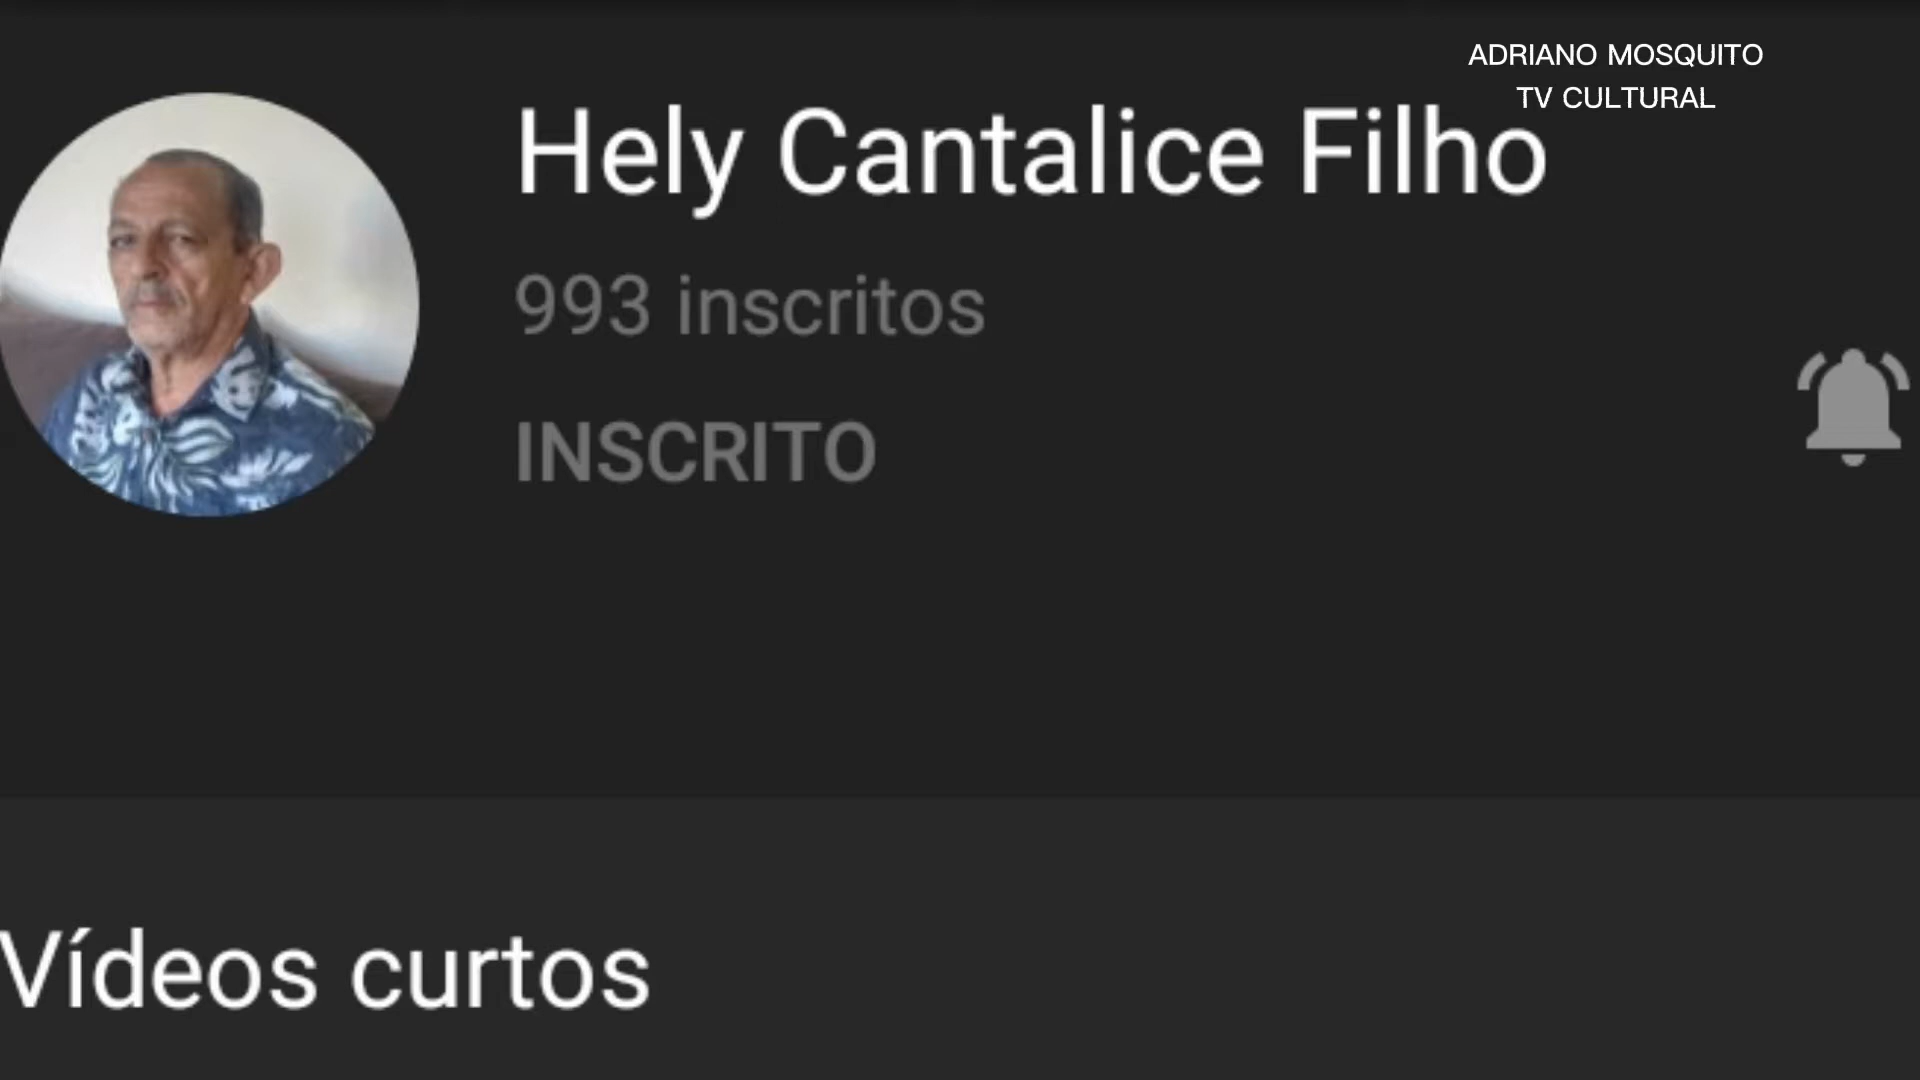 ADRIANO MOSQUITO
TV CULTURAL
Hely Cantalice Filho
993 inscritos
INSCRITO
Vídeos curtos